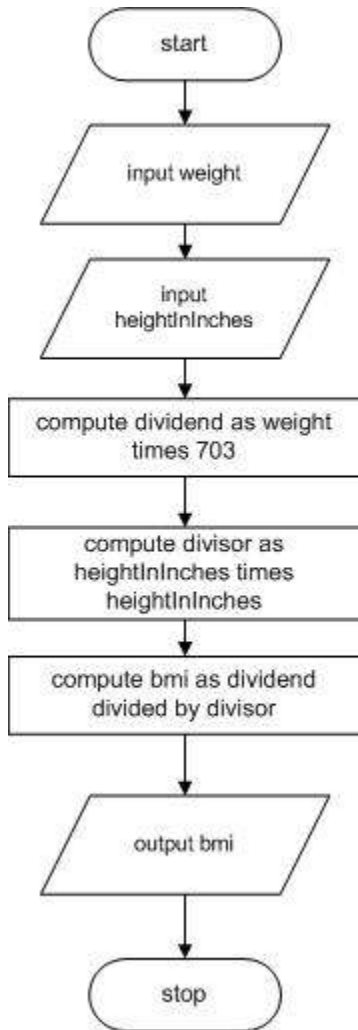 start
input weight
input
heightInInches
compute dividend as weight
times 703
compute divisor as
heightInInches times
heightInInches
compute bmi as dividend
divided by divisor
output bmi
stop